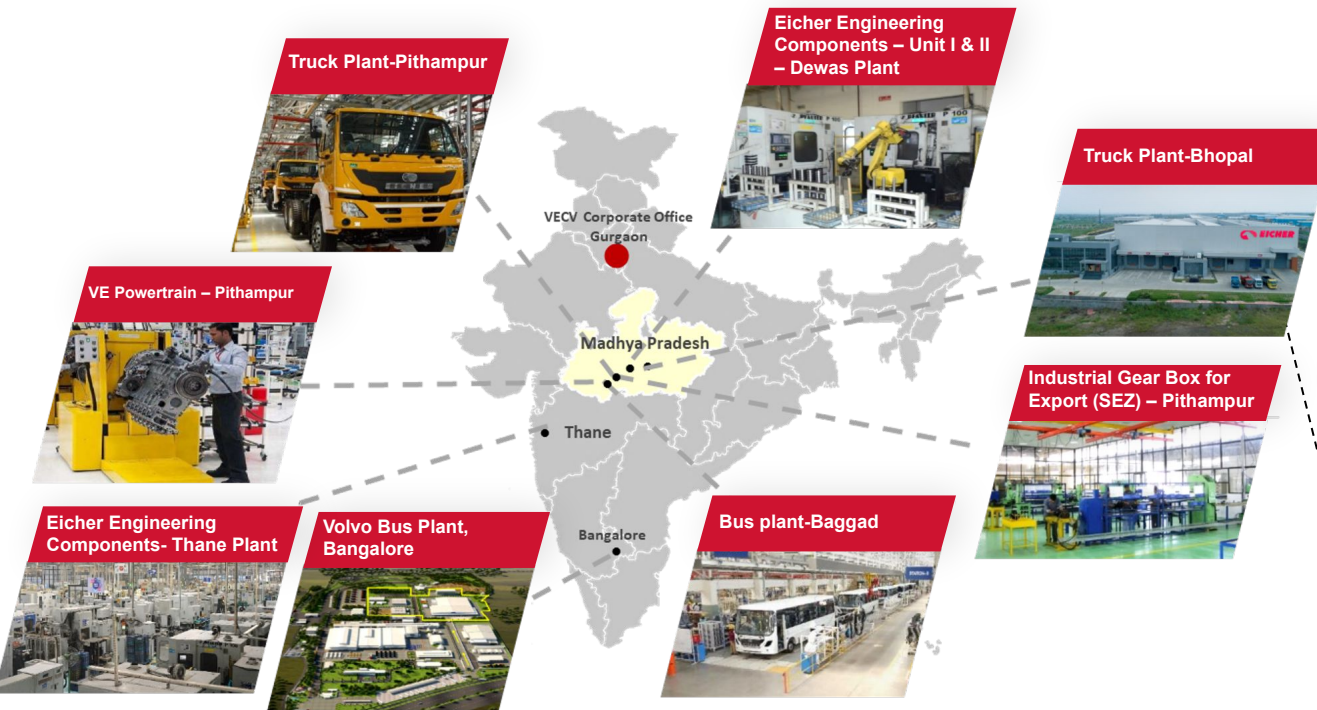 Eicher Engineering
Components – Unit I & II
– Dewas Plant
Truck Plant-Pithampur
P 100
Truck Plant-Bhopal
EICHER
VECV Corporate Office
Gurgaon
VE Powertrain – Pithampur
Madhya Pradesh
Industrial Gear Box for
Export (SEZ) – Pithampur
Thane
Eicher Engineering
Components- Thane Plant
Volvo Bus Plant,
Bangalore
Bus plant-Baggad
Bangalore